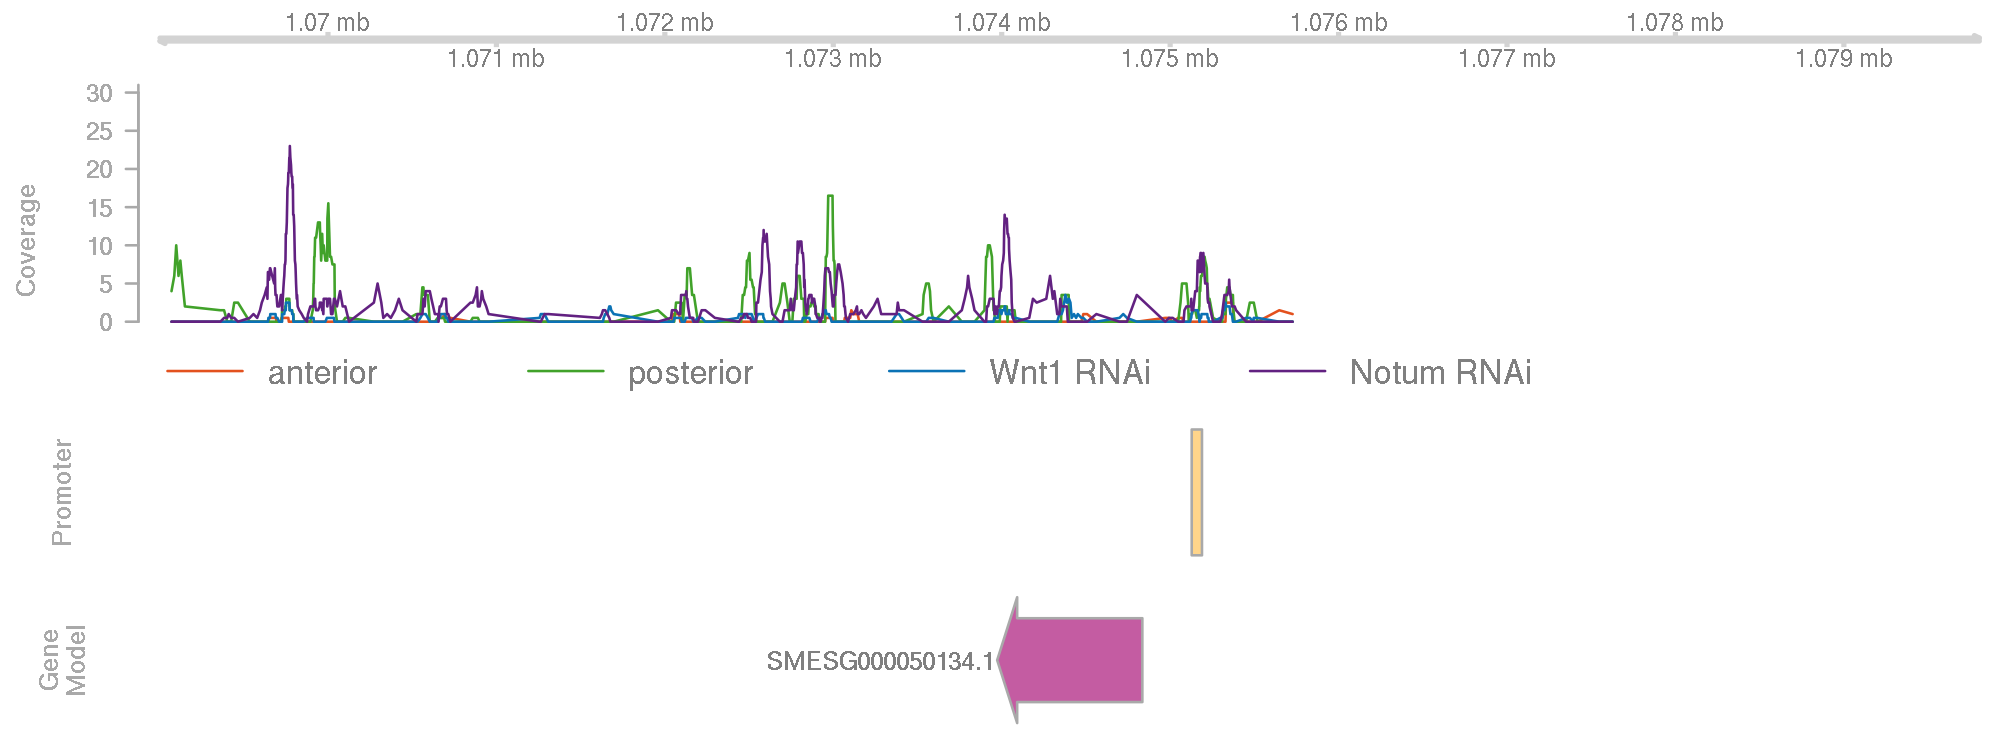 1.07 mb 1.072 mb 1.074 mb 1.076 mb 1.078 mb
1.071 mb 1.073 mb 1.075 mb 1.077 mb 1.079 mb
30
25
20
15
10
5
0
Coverage
anterior posterior Wnt1 RNAi Notum RNAi
Promoter
Gene
Model
SMESG000050134.1